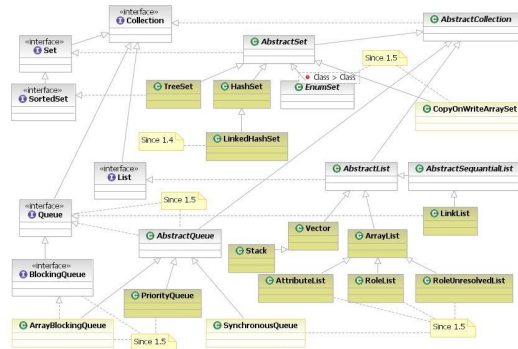 «interface»
Collection
AbstractCollection
«interface»
Set
AbstractSet
Since 1.5
Class > Class
«interface»
SortedSet
TreeSet
HashSet
EnumSet
CopyOnWriteArraySet
Since 1.4
LinkedHashSet
«interface»
List
AbstractList
AbstractSequantialList
Since 1.5
«interface»
Queue
LinkList
AbstractQueue
Vector
ArrayList
Stack
«interface»
BlockingQueue
AttributeList
RoleList
RoleUnresolvedList
PriorityQueue
ArrayBlockingQueue
SynchronousQueue
Since 1.5
Since 1.5